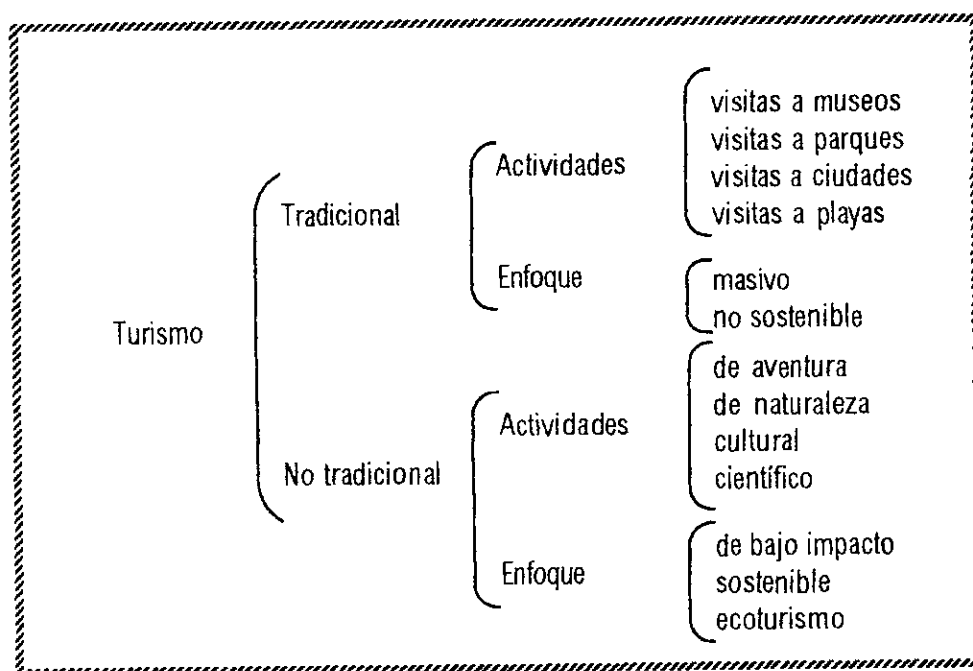 Turismo
Tradicional
Actividades
visitas a museos
visitas a parques
visitas a ciudades
visitas a playas
Enfoque
masivo
no sostenible
No tradicional
Actividades
de aventura
de naturaleza
cultural
científico
Enfoque
de bajo impacto
sostenible
ecoturismo